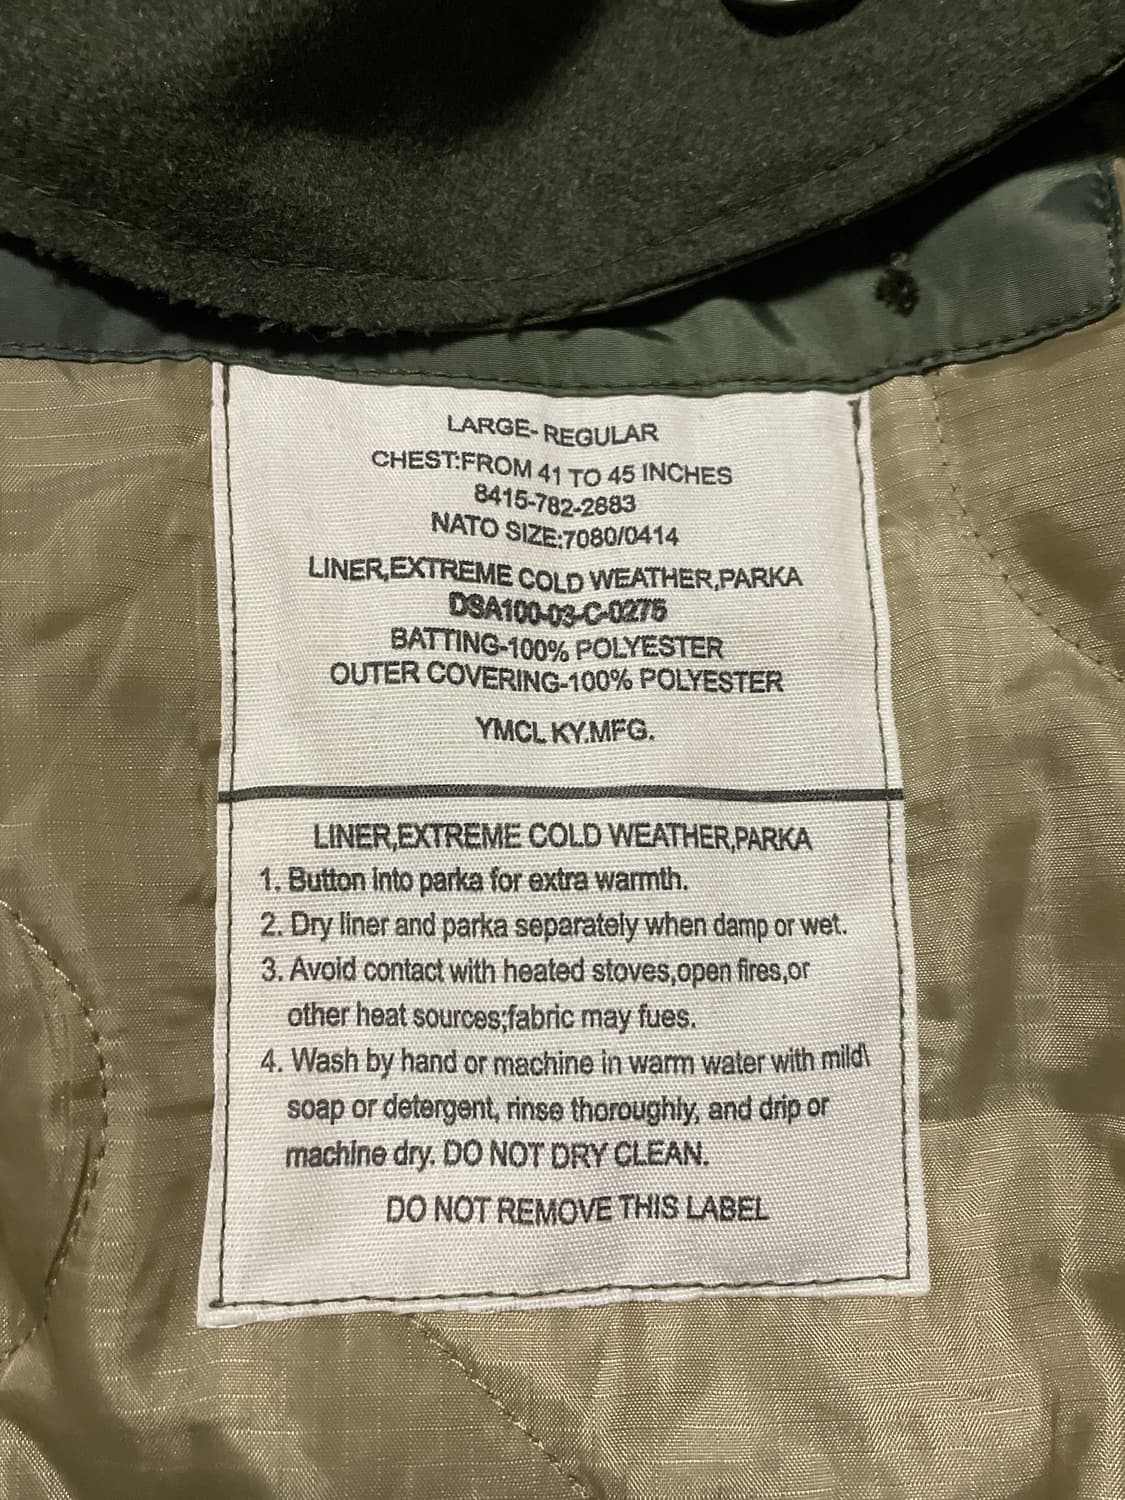 LARGE- REGULAR
CHEST:FROM 41 TO 45 INCHES
8415-782-2883
NATO SIZE:7080/0414
LINER,EXTREME COLD WEATHER,PARKA
DSA100-03-C-0276
BATTING-100% POLYESTER
OUTER COVERING-100% POLYESTER
YMCL KY.MFG.
LINER,EXTREME COLD WEATHER,PARKA
1. Button into parka for extra warmth.
2. Dry liner and parka separately when damp or wet.
3. Avoid contact with heated stoves,open fires,or
other heat sources;fabric may fues.
4. Wash by hand or machine in warm water with mild\
soap or detergent, rinse thoroughly, and drip or
machine dry. DO NOT DRY CLEAN.
DO NOT REMOVE THIS LABEL